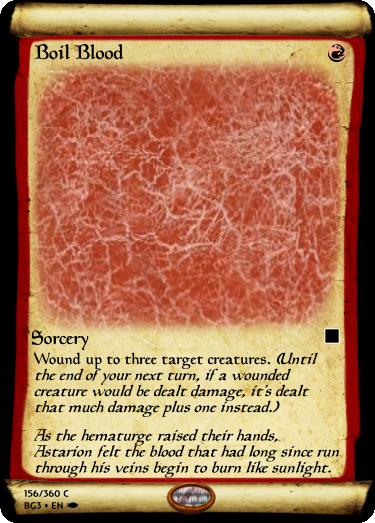 Boil Blood
Sorcery
Wound up to three target creatures. (Until
the end of your next turn, if a wounded
creature would be dealt damage, it's dealt
that much damage plus one instead.)
As the hematurge raised their hands,
Astarion felt the blood that had long since run
through his veins begin to burn like sunlight.
156/360 C
BG3 • EN